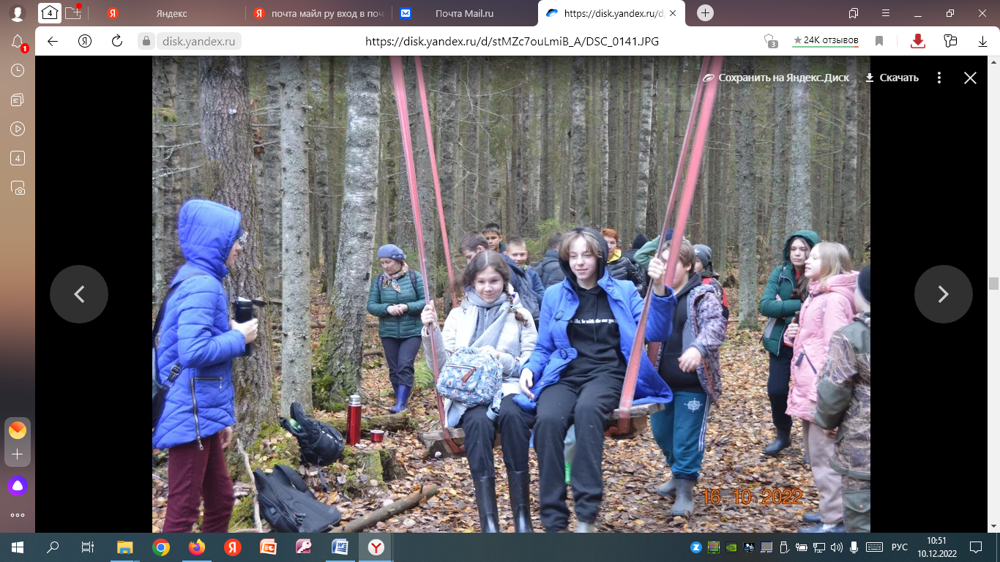 4
Яндекс
почта майл ру вход в поч
Почта Mail.ru
https://disk.yandex.ru/d
disk.yandex.ru
https://disk.yandex.ru/d/stMZc7ouLmiB_A/DSC_0141.JPG
3
24K отзывов
1
4
Сохранить на Яндекс.Диск
Скачать
16 10 2022
РУС
10:51
10.12.2022